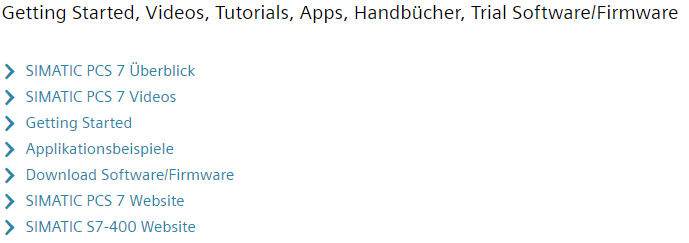 Getting Started, Videos, Tutorials, Apps, Handbücher, Trial Software/Firmware
SIMATIC PCS 7 Überblick
SIMATIC PCS 7 Videos
Getting Started
Applikationsbeispiele
Download Software/Firmware
SIMATIC PCS 7 Website
SIMATIC S7-400 Website